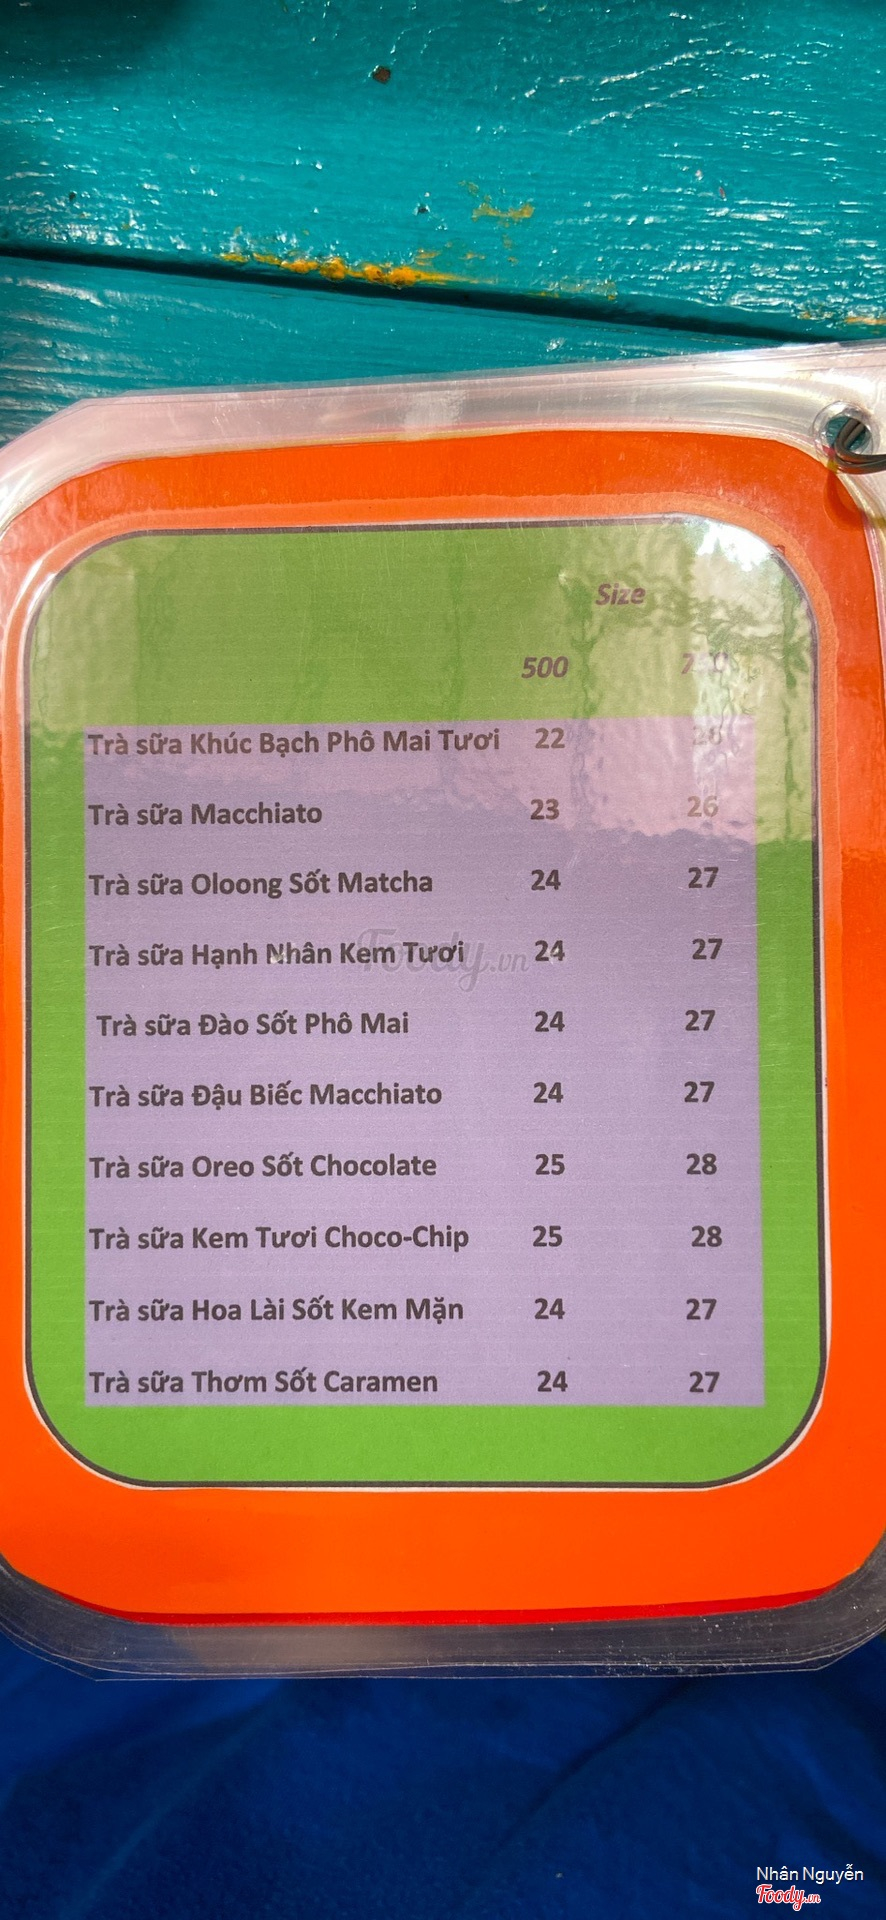 Size
500
Trà sữa Khúc Bạch Phô Mai Tươi 22
Trà sữa Macchiato 23 26
Trà sữa Oloong Sốt Matcha 24 27
Trà sữa Hạnh Nhân Kem Tươi 24 27
Trà sữa Đào Sốt Phô Mai 24 27
Trà sữa Đậu Biếc Macchiato 24 27
Trà sữa Oreo Sốt Chocolate 25 28
Trà sữa Kem Tươi Choco-Chip 25 28
Trà sữa Hoa Lài Sốt Kem Mặn 24 27
Trà sữa Thơm Sốt Caramen 24 27
Foody.vn
Nhân Nguyễn
Foody.vn